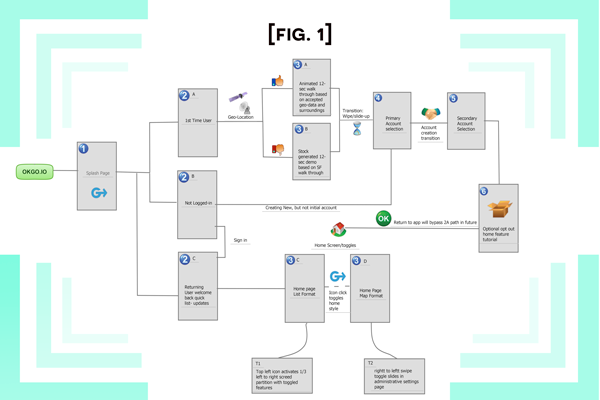 [FIG. 1]
OKGO.IO
1
Splash Page
2 A
1st Time User
Geo-Location
3 A
Animated 12-
sec walk
through based
on accepted
geo-data and
surroundings
3 B
Stock
generated 12-
sec demo
based on SF
walk through
Transition:
Wipe/slide-up
4
Primary
Account
selection
Account
creation
transition
5
Secondary
Account
Selection
2 B
Not Logged-in
Creating New, but not initial account
Sign in
6
Optional opt out
home feature
tutorial
OK
Return to app will bypass 2A path in future
Home Screen/toggles
2 C
Returning
User welcome
back quick
list- updates
3 C
Home page
List Format
Icon click
toggles
home
style
3 D
Home Page
Map Format
T1
Top left icon activates 1/3
left to right screed
partition with toggled
features
T2
right to left swipe
toggle slides in
administrative settings
page